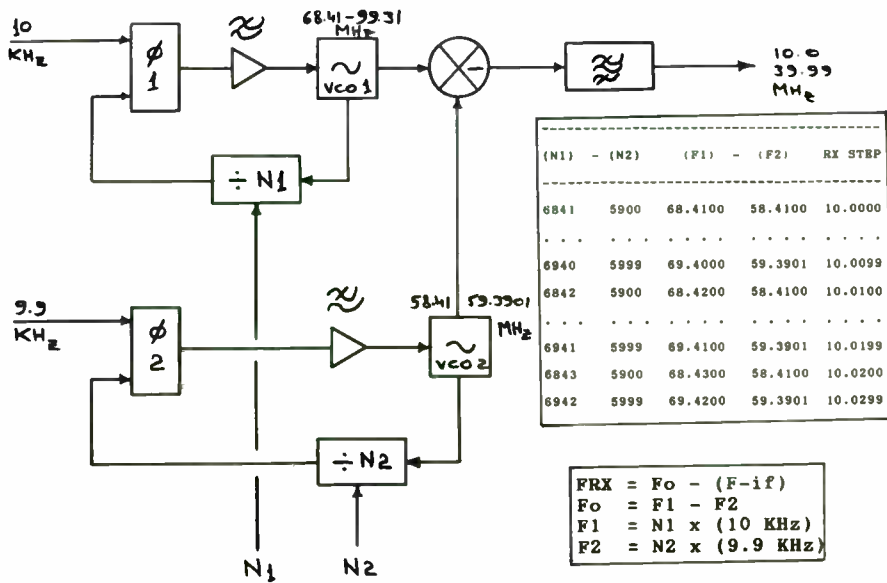 10
KHz
ϕ
1
68.41-99.31
MHz
~
VCO1
-
10.0
39.99
MHz
÷ N1
9.9
KHz
ϕ
2
58.41 59.3901
MHz
~
VCO2
÷ N2
N1
N2
(N1) - (N2) (F1) - (F2) RX STEP
6841 5900 68.4100 58.4100 10.0000
. . . . . . . . . . . . . . . . . . .
6940 5999 69.4000 59.3901 10.0099
6842 5900 68.4200 58.4100 10.0100
. . . . . . . . . . . . . . . . . . .
6941 5999 69.4100 59.3901 10.0199
6843 5900 68.4300 58.4100 10.0200
6942 5999 69.4200 59.3901 10.0299
FRX = Fo - (F-if)
Fo = F1 - F2
F1 = N1 x (10 KHz)
F2 = N2 x (9.9 KHz)